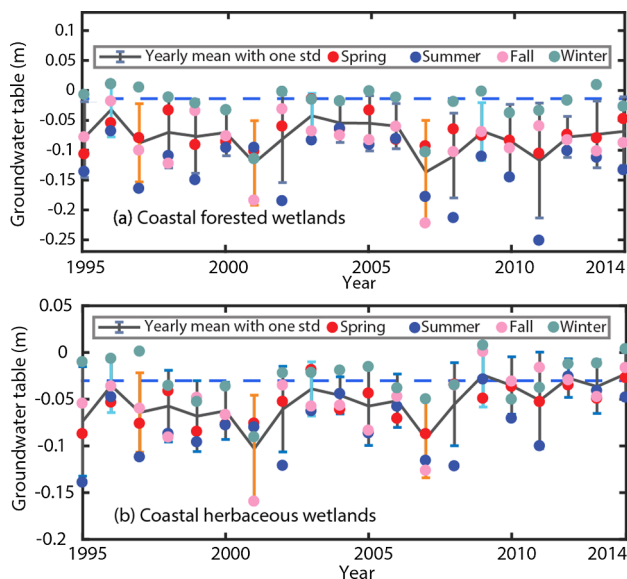 0.1
0.05
0
-0.05
-0.1
-0.15
-0.2
-0.25
Groundwater table (m)
Yearly mean with one std Spring Summer Fall Winter
(a) Coastal forested wetlands
1995 2000 2005 2010 2014
Year
0.05
0
-0.05
-0.1
-0.15
-0.2
Groundwater table (m)
Yearly mean with one std Spring Summer Fall Winter
(b) Coastal herbaceous wetlands
1995 2000 2005 2010 2014
Year